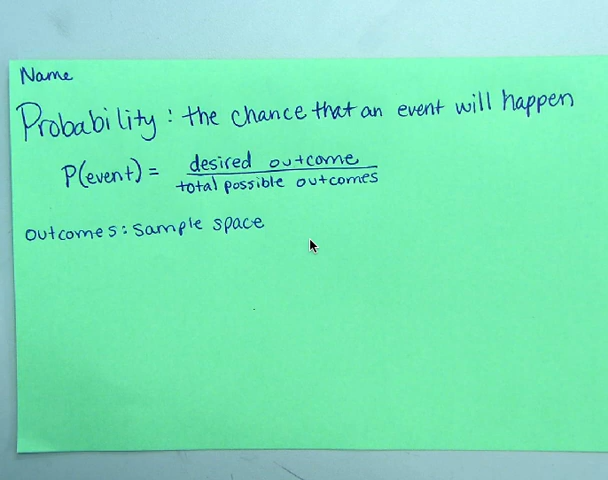 Name
Probability: the chance that an event will happen
P(event) = desired outcome
total possible outcomes
outcomes: sample space